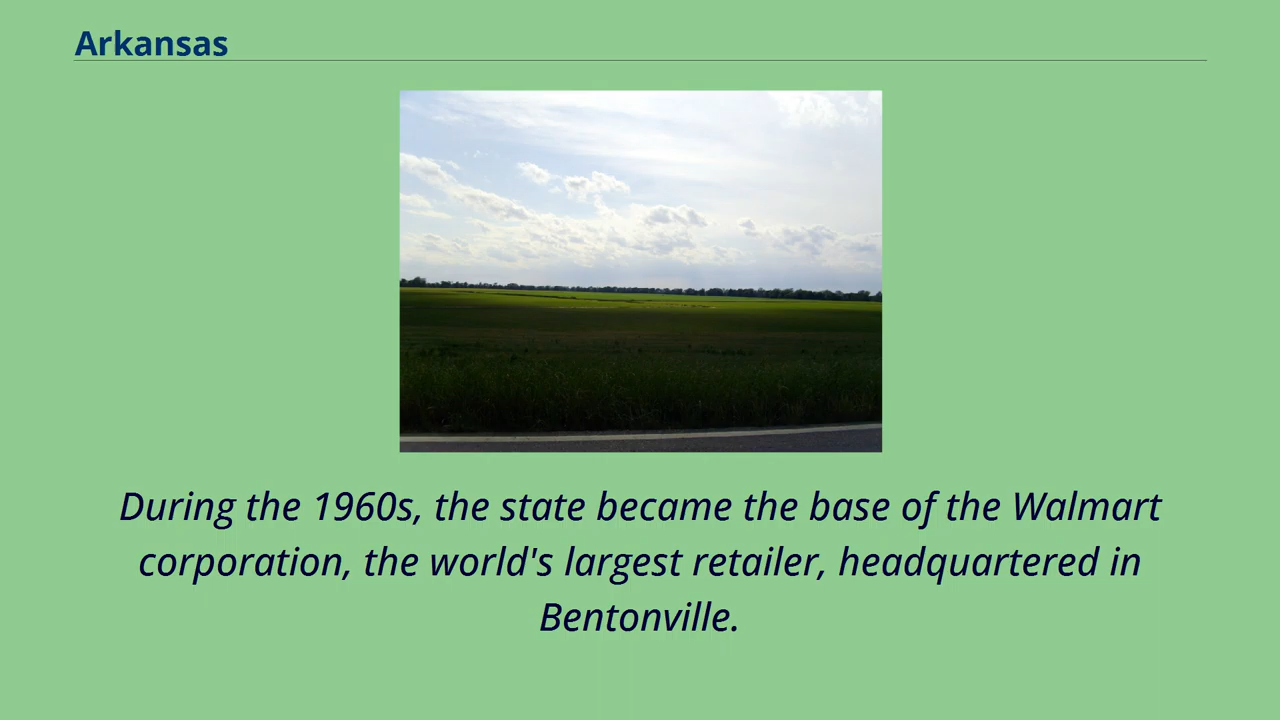 Arkansas
During the 1960s, the state became the base of the Walmart
corporation, the world's largest retailer, headquartered in
Bentonville.